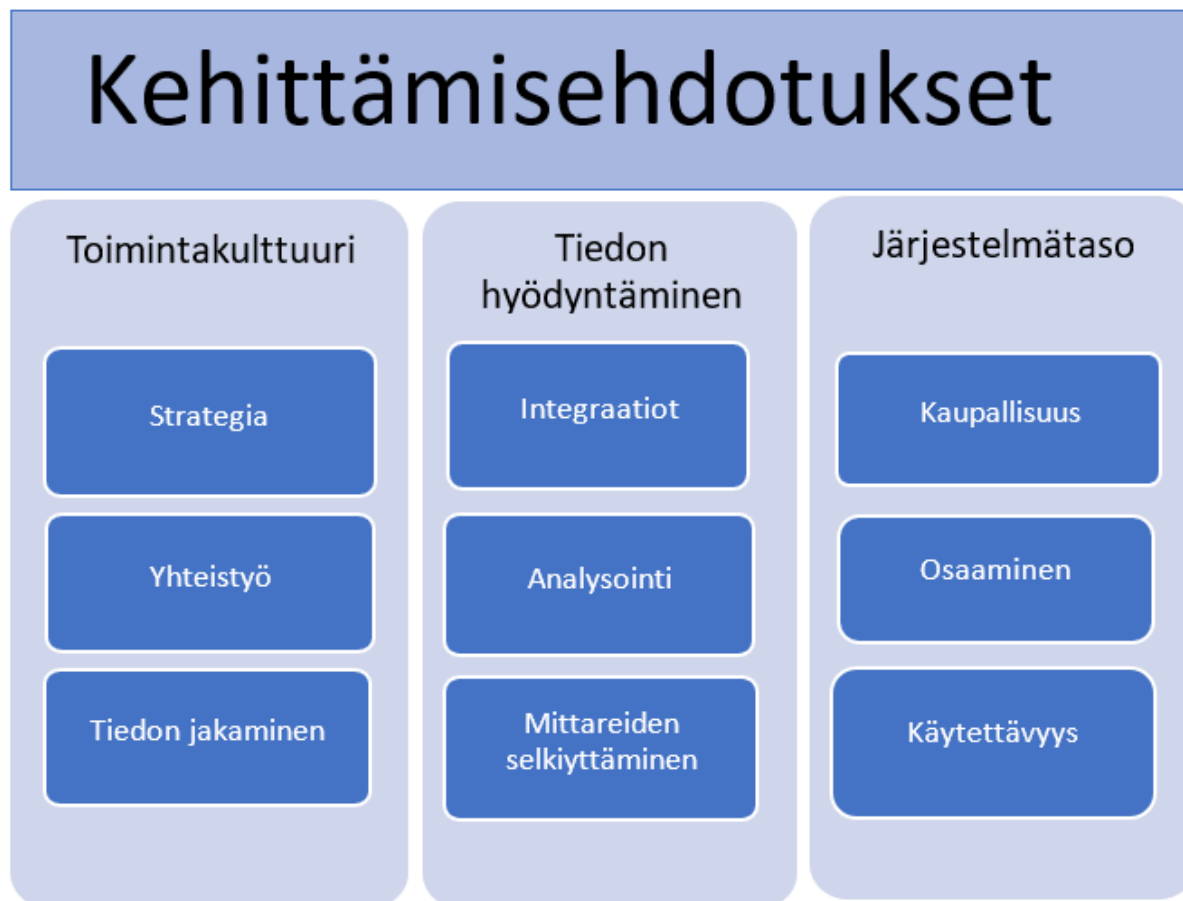 Kehittämisehdotukset
Toimintakulttuuri
Strategia
Yhteistyö
Tiedon jakaminen
Tiedon
hyödyntäminen
Integraatiot
Analysointi
Mittareiden
selkiyttäminen
Järjestelmätaso
Kaupallisuus
Osaaminen
Käytettävyys